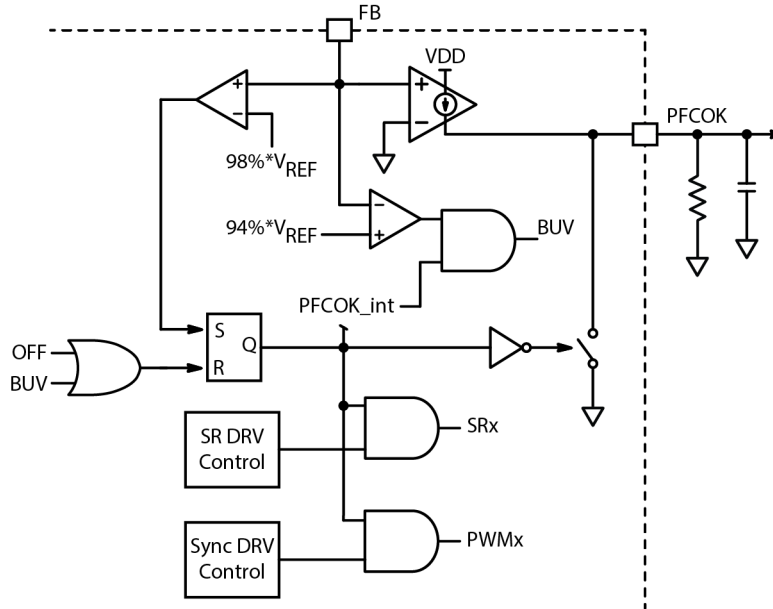 FB
VDD
+
+
PFCOK
−
−
98%*VREF
−
94%*VREF
+
BUV
PFCOK_int
S
Q
OFF
R
BUV
SRx
SR DRV
Control
PWMx
Sync DRV
Control